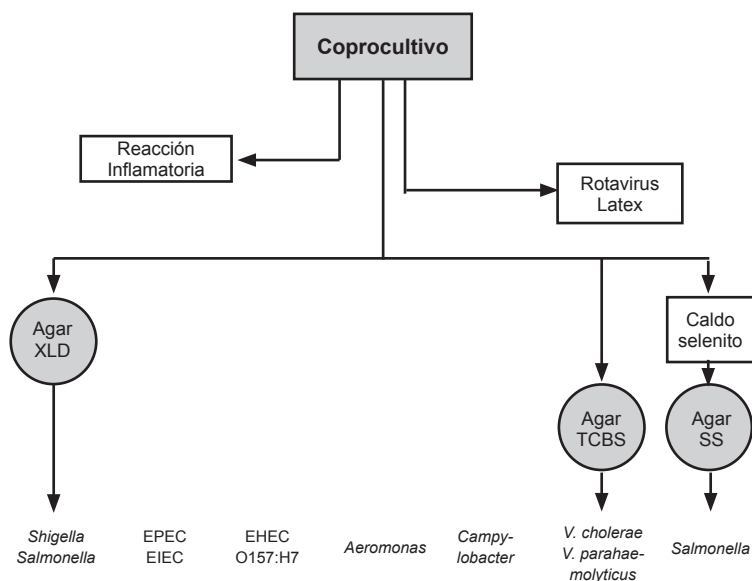 Coprocultivo
Reacción
Inflamatoria
Rotavirus
Latex
Agar
XLD
Caldo
selenito
Agar
TCBS
Agar
SS
Shigella
Salmonella
EPEC
EIEC
EHEC
O157:H7
Aeromonas
Campy-
lobacter
V. cholerae
V. parahae-
molyticus
Salmonella